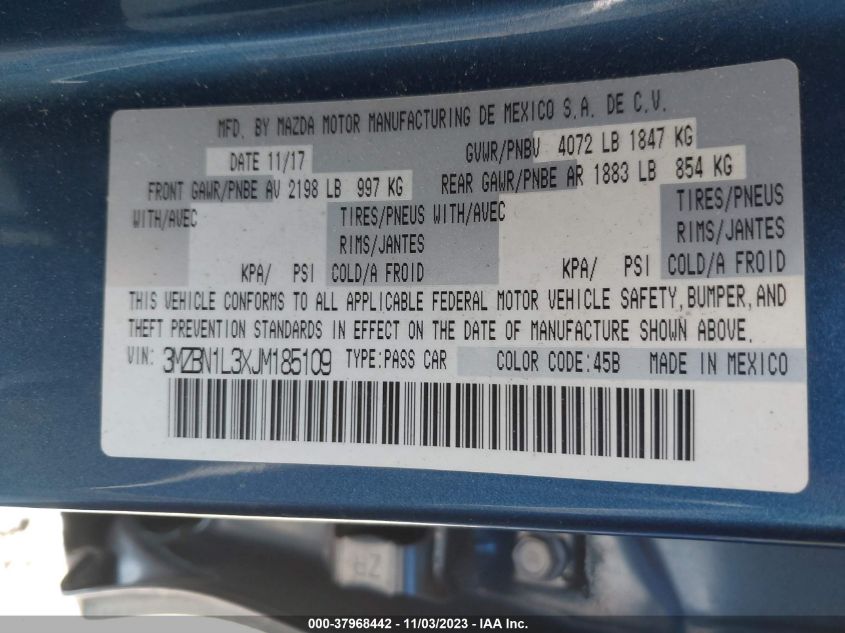 MFD. BY MAZDA MOTOR MANUFACTURING DE MEXICO S.A. DE C.V.
DATE 11/17 GVWR/PNBV 4072 LB 1847 KG
FRONT GAWR/PNBE AV 2198 LB 997 KG REAR GAWR/PNBE AR 1883 LB 854 KG
WITH/AVEC TIRES/PNEUS WITH/AVEC TIRES/PNEUS
RIMS/JANTES RIMS/JANTES
KPA/ PSI COLD/A FROID KPA/ PSI COLD/A FROID
THIS VEHICLE CONFORMS TO ALL APPLICABLE FEDERAL MOTOR VEHICLE SAFETY, BUMPER, AND
THEFT PREVENTION STANDARDS IN EFFECT ON THE DATE OF MANUFACTURE SHOWN ABOVE.
VIN: 3MZBN1L3XJM185109 TYPE:PASS CAR COLOR CODE:45B MADE IN MEXICO
ZR
000-37968442 - 11/03/2023 - IAA Inc.